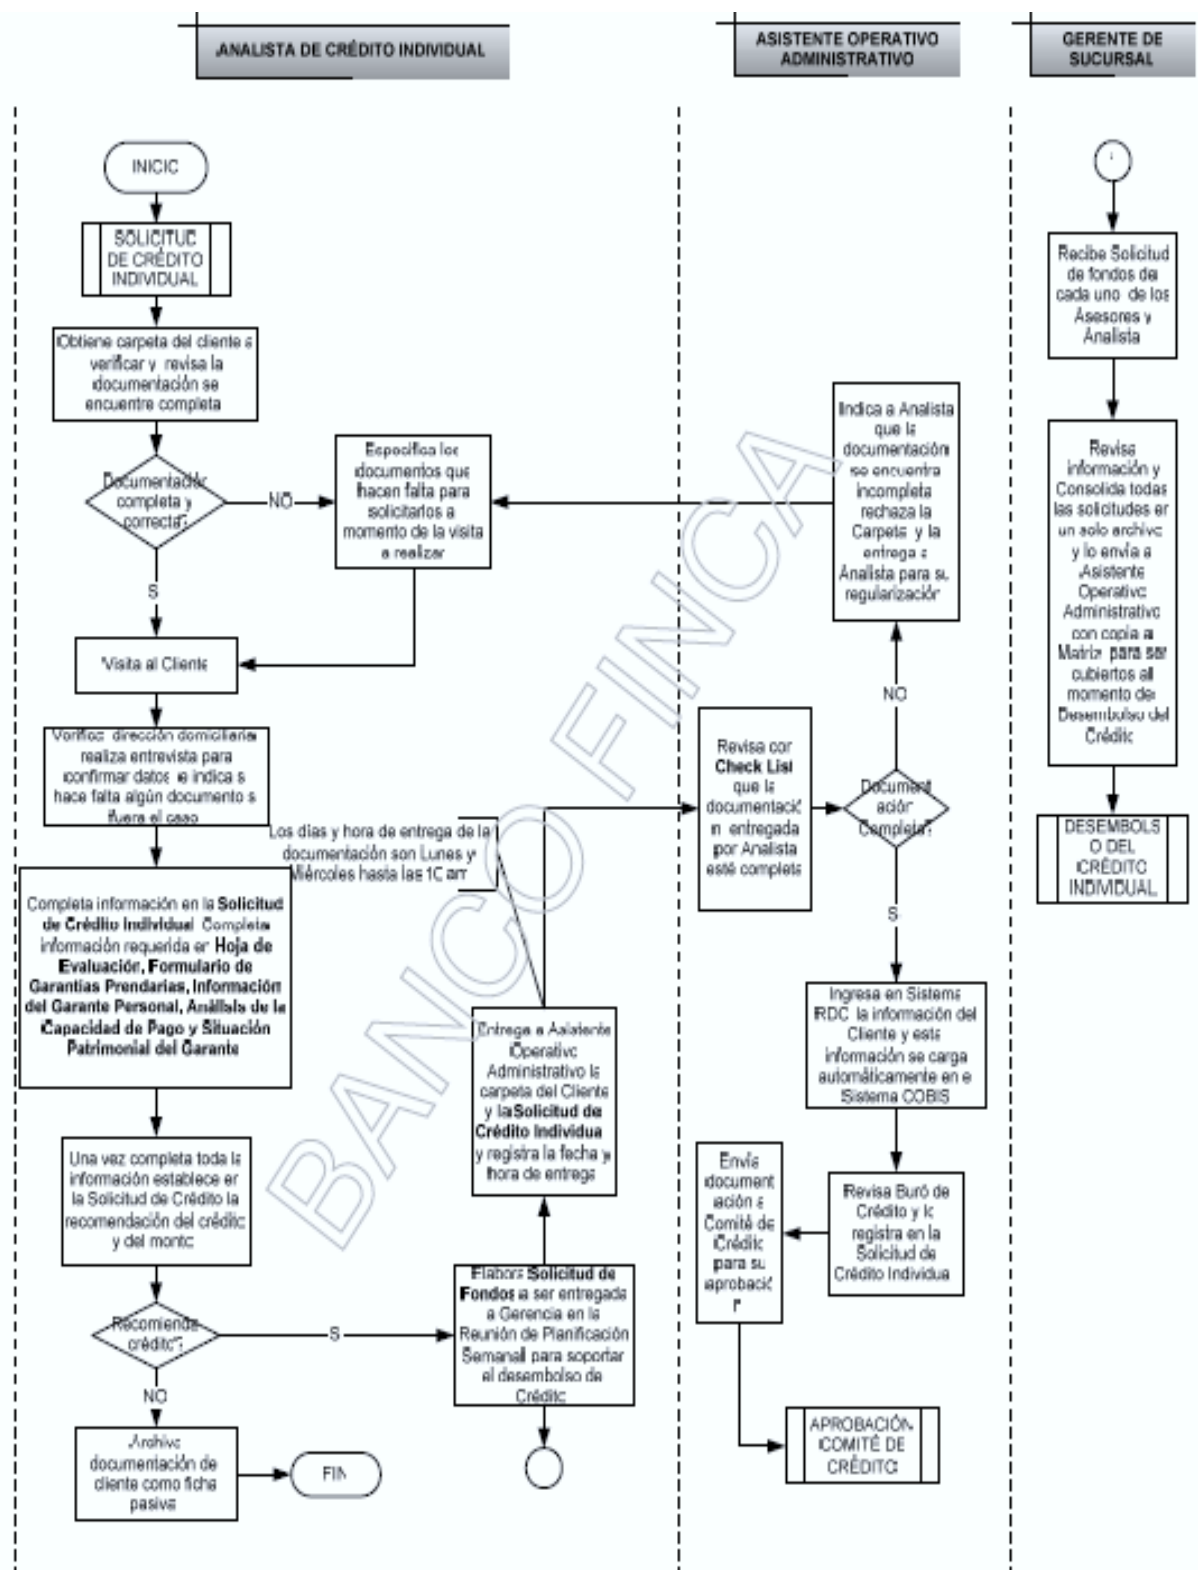 ANALISTA DE CRÉDITO INDIVIDUAL
ASISTENTE OPERATIVO
ADMINISTRATIVO
GERENTE DE
SUCURSAL
INICIO
SOLICITUD
DE CRÉDITO
INDIVIDUAL
Obtiene carpeta del cliente a
verificar y revisa la
documentación se
encuentre completa
Documentación
completa y
correcta?
NO
S
Especifica los
documentos que
hacen falta para
solicitarlos a
momento de la visita
a realizar
Visita al Cliente
Verifica dirección domiciliaria
realiza entrevista para
confirmar datos e indica s
hace falta algún documento s
fuera el caso
Los días y hora de entrega de la
documentación son Lunes y
Miércoles hasta las 10 am
Completa información en la Solicitud
de Crédito Individual Completa
información requerida en Hoja de
Evaluación, Formulario de
Garantías Prendarias, Información
del Garante Personal, Análisis de la
Capacidad de Pago y Situación
Patrimonial del Garante
Una vez completa toda la
información establece en
la Solicitud de Crédito la
recomendación del crédito
y del monto
Recomienda
crédito?
S
NO
Archiva
documentación de
cliente como ficha
pasiva
FIN
Elabora Solicitud de
Fondos a ser entregada
a Gerencia en la
Reunión de Planificación
Semanal para soportar
el desembolso de
Crédito
Entrega a Asistente
Operativo
Administrativo la
carpeta del Cliente
y la Solicitud de
Crédito Individua
y registra la fecha y
hora de entrega
Revisa con
Check List
que la
documentació
n entregada
por Analista
esté completa
Document
ación
Completa?
NO
S
Indica a Analista
que la
documentación
se encuentra
incompleta
rechaza la
Carpeta y la
entrega a
Analista para su
regularización
Ingresa en Sistema
RDC la información del
Cliente y esta
información se carga
automáticamente en e
Sistema COBIS
Revisa Buró de
Crédito y lo
registra en la
Solicitud de
Crédito Individua
Envía
document
ación a
Comité de
Crédito
para su
aprobació
n
APROBACIÓN
COMITÉ DE
CRÉDITO
Recibe Solicitud
de fondos de
cada uno de los
Asesores y
Analista
Revisa
información y
Consolida todas
las solicitudes en
un solo archivo
y lo envía a
Asistente
Operativo
Administrativo
con copia a
Matriz para ser
cubiertos al
momento de
Desembolso del
Crédito
DESEMBOLS
O DEL
CRÉDITO
INDIVIDUAL
BANCO FINCA